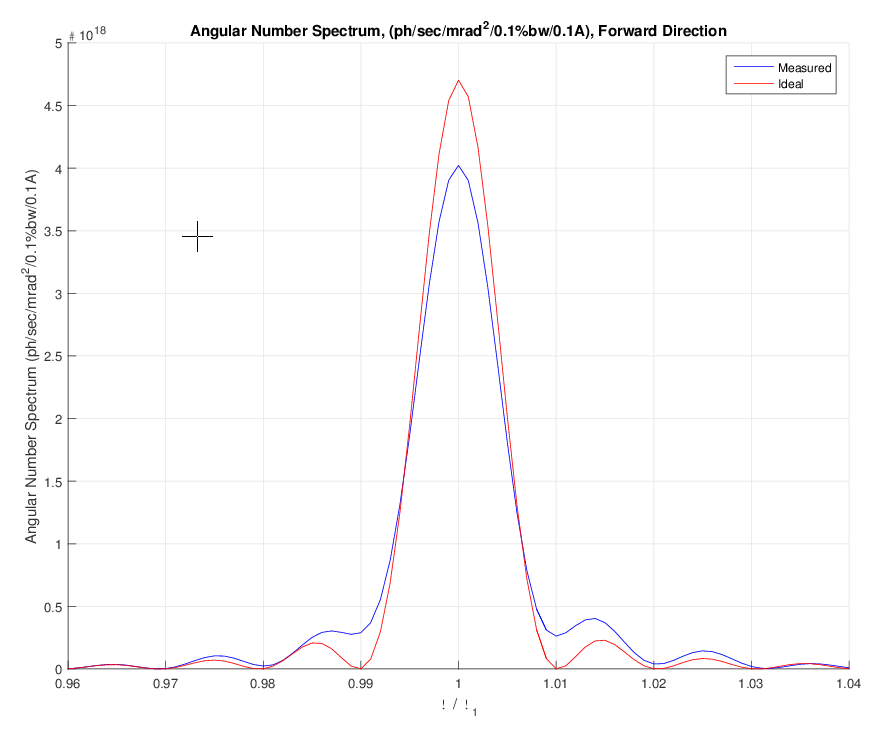 Angular Number Spectrum, (ph/sec/mrad²/0.1%bw/0.1A), Forward Direction
# 10¹⁸
Measured
Ideal
5
4.5
4
3.5
3
2.5
2
1.5
1
0.5
0
Angular Number Spectrum (ph/sec/mrad²/0.1%bw/0.1A)
0.96 0.97 0.98 0.99 1 1.01 1.02 1.03 1.04
! / !₁